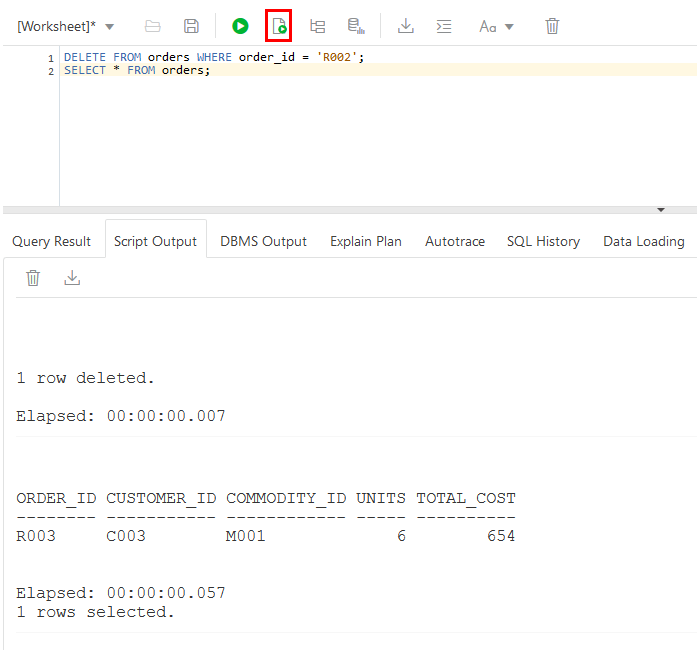 [Worksheet]*
Aa
1 DELETE FROM orders WHERE order_id = 'R002';
2 SELECT * FROM orders;
Query Result Script Output DBMS Output Explain Plan Autotrace SQL History Data Loading
1 row deleted.
Elapsed: 00:00:00.007
ORDER_ID CUSTOMER_ID COMMODITY_ID UNITS TOTAL_COST
-------- ----------- ------------ ----- ----------
R003 C003 M001 6 654
Elapsed: 00:00:00.057
1 rows selected.